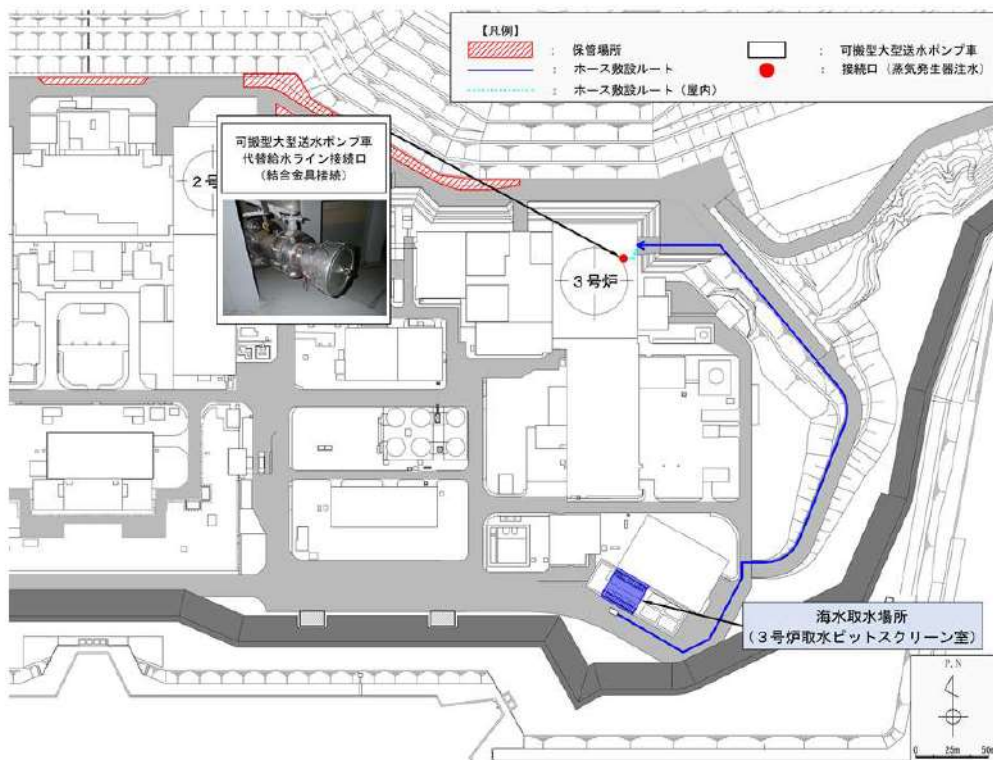 【凡例】
： 保管場所
： ホース敷設ルート
： ホース敷設ルート（屋内）
： 可搬型大型送水ポンプ車
： 接続口（蒸気発生器注水）
可搬型大型送水ポンプ車
代替給水ライン接続口
（結合金具接続）
2号
3号炉
海水取水場所
（3号炉取水ピットスクリーン室）
P.N
0 25m 50m